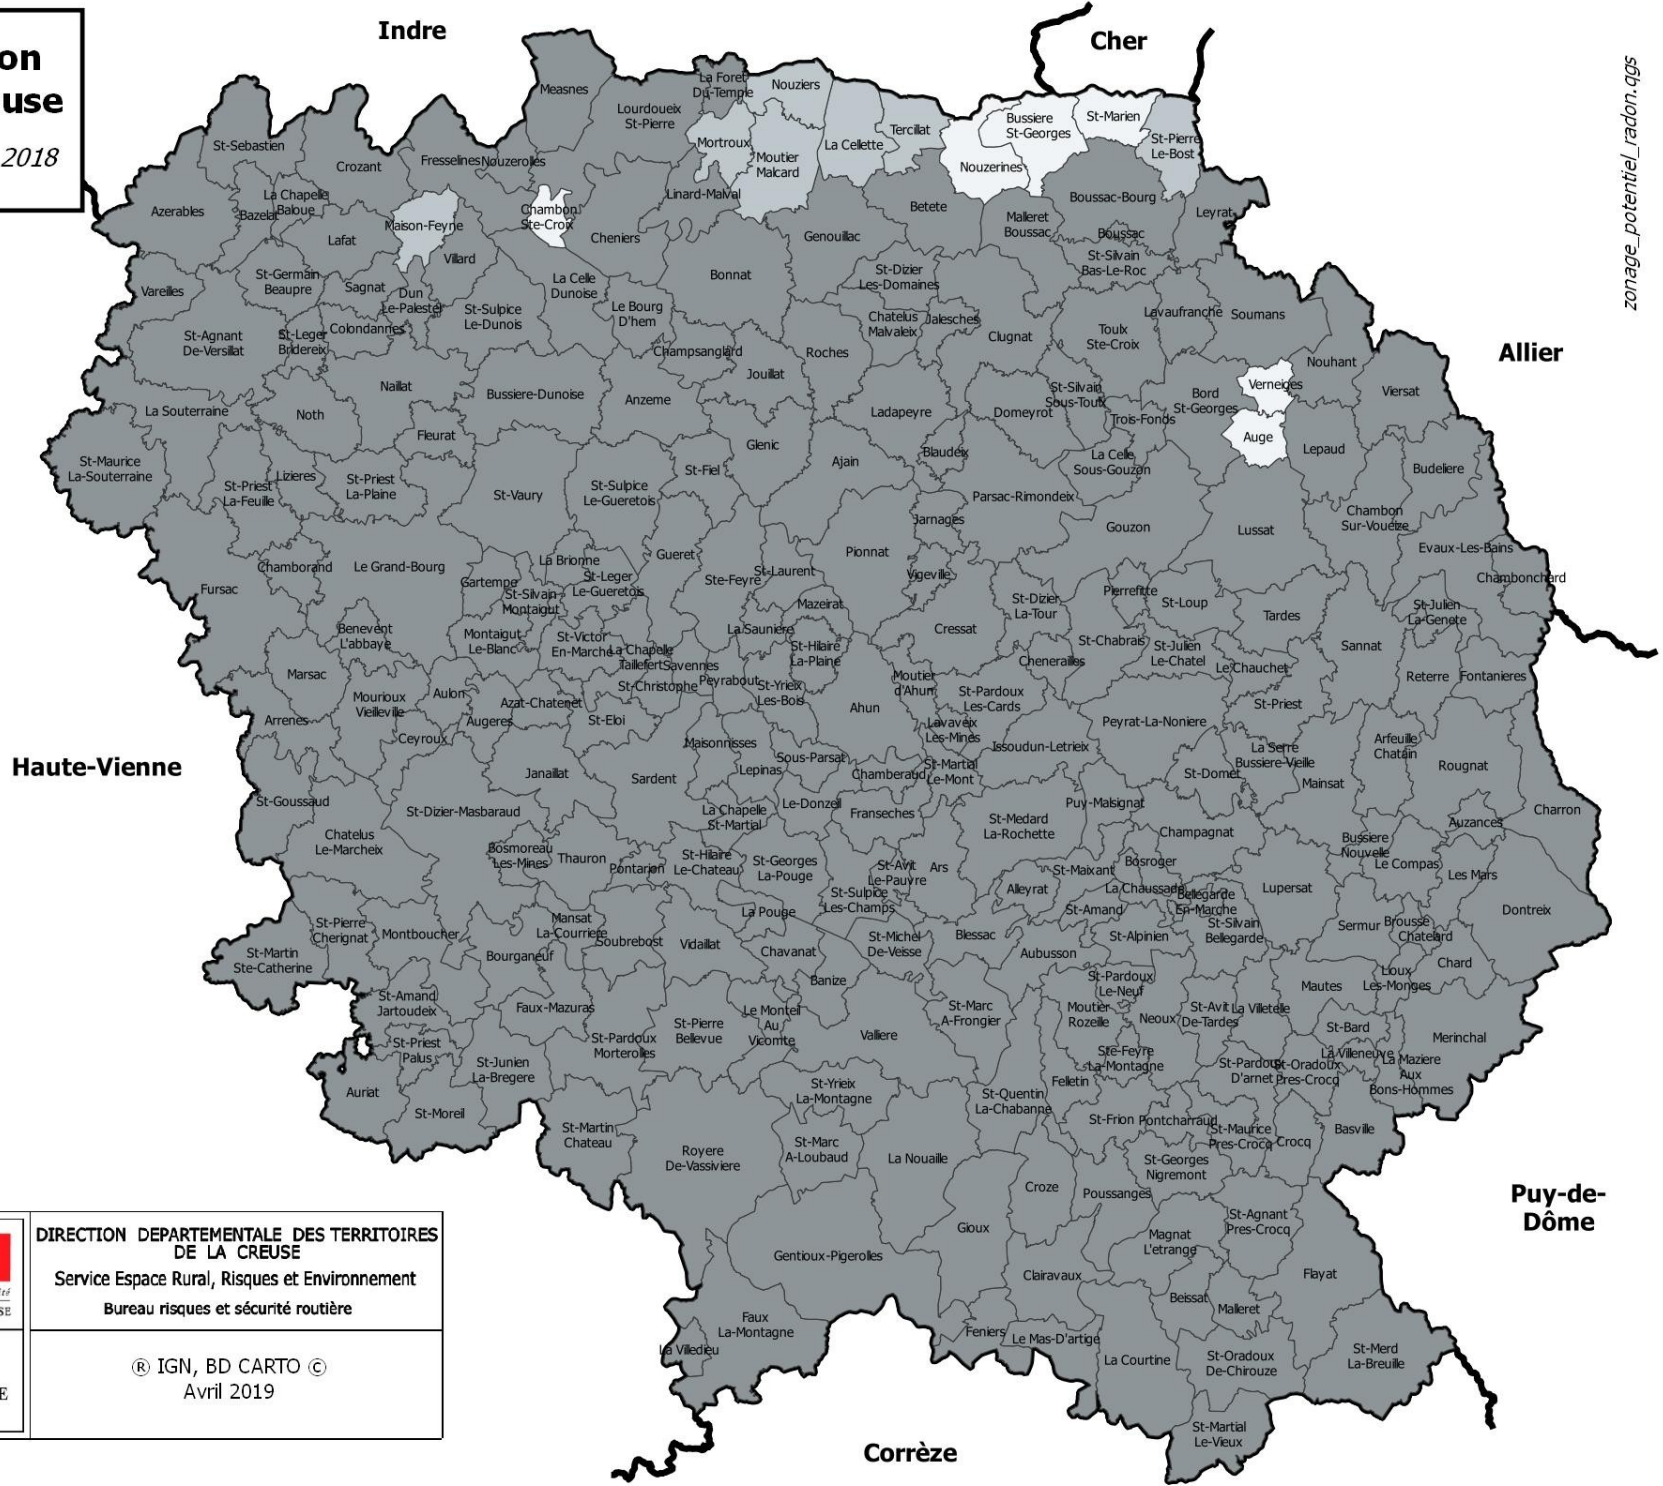 on
use
2018
Indre
Cher
Allier
Haute-Vienne
Puy-de-
Dôme
Corrèze
zonage_potentiel_radon.qgs
Measnes
La Foret
Du-Temple
Nouziers
Lourdoueix
St-Pierre
Mortroux
Moutier
Malcard
La Cellette
Tercillat
Bussiere
St-Georges
St-Marien
St-Pierre
Le-Bost
Nouzerines
St-Sebastien
Crozant
Fresselines
Nouzerolles
Linard-Malval
Azerables
La Chapelle
Baloue
Bazelat
Lafat
Maison-Feyne
Chambon
Ste-Croix
Cheniers
Villard
Genouillac
Betete
Malleret
Boussac
Boussac-Bourg
Boussac
Leyrat
St-Silvain
Bas-Le-Roc
Vareilles
St-Germain
Beaupre
Sagnat
Dun
Le-Palestel
St-Sulpice
Le-Dunois
La Celle
Dunoise
Le Bourg
D'hem
Bonnat
St-Dizier
Les-Domaines
Chatelus
Malvaleix
Jalesches
Clugnat
Toulx
Ste-Croix
Lavaufranche
Soumans
St-Agnant
De-Versillat
St-Leger
Bridereix
Colondannes
Champsanglard
Roches
Jouillat
Nouhant
Verneiges
Viersat
La Souterraine
Noth
Naillat
Bussiere-Dunoise
Anzeme
Ladapeyre
Domeyrot
St-Silvain
Sous-Toulx
Trois-Fonds
Bord
St-Georges
Auge
Lepaud
Budeliere
St-Maurice
La-Souterraine
Fleurat
Glenic
Ajain
Blaudeix
La Celle
Sous-Gouzon
St-Priest
La-Feuille
Lizieres
St-Priest
La-Plaine
St-Vaury
St-Sulpice
Le-Gueretois
St-Fiel
Parsac-Rimondeix
Jarnages
Gouzon
Lussat
Chambon
Sur-Voueize
Evaux-Les-Bains
Chambonchard
Fursac
Chamborand
Le Grand-Bourg
Gartempe
La Brionne
St-Leger
Le-Gueretois
St-Silvain
Montaigut
Gueret
Ste-Feyre
St-Laurent
Pionnat
Vigeville
Mazeirat
St-Dizier
La-Tour
Pierrefitte
St-Loup
Tardes
St-Julien
La-Genete
Benevent
L'abbaye
Montaigut
Le-Blanc
St-Victor
En-Marche
La Chapelle
Taillefert
Savennes
La Sauniere
St-Hilaire
La-Plaine
Cressat
Chenerailles
St-Chabrais
St-Julien
Le-Chatel
Le Chauchet
Sannat
Reterre
Fontanieres
Marsac
Mourioux
Vieilleville
Aulon
Azat-Chatenet
St-Christophe
Peyrabout
St-Yrieix
Les-Bois
Ahun
Moutier
d'Ahun
St-Pardoux
Les-Cards
Peyrat-La-Noniere
St-Priest
Arrenes
Ceyroux
Augeres
St-Eloi
Maisonnisses
Lavaveix
Les-Mines
Issoudun-Letrieix
La Serre
Bussiere-Vieille
Arfeuille
Chatain
Rougnat
Janaillat
Sardent
Lepinas
Sous-Parsat
Chamberaud
St-Martial
Le-Mont
St-Domet
Mainsat
St-Goussaud
St-Dizier-Masbaraud
La Chapelle
St-Martial
Le-Donzeil
Franseches
St-Medard
La-Rochette
Puy-Malsignat
Champagnat
Auzances
Charron
Chatelus
Le-Marcheix
Bosmoreau
Les-Mines
Thauron
Pontarion
St-Hilaire
Le-Chateau
St-Georges
La-Pouge
St-Avit
Le-Pauvre
Ars
St-Sulpice
Les-Champs
Alleyrat
St-Maixant
Bosroger
La Chaussade
Bellegarde
En-Marche
Lupersat
Bussiere
Nouvelle
Le Compas
Les Mars
Dontreix
St-Pierre
Cherignat
Montboucher
Mansat
La-Courriere
Soubrebost
Vidaillat
La Pouge
Chavanat
St-Michel
De-Veisse
Blessac
St-Amand
St-Alpinien
St-Silvain
Bellegarde
Sermur
Brousse
Chatelard
St-Martin
Ste-Catherine
Bourganeuf
Banize
Aubusson
St-Pardoux
Le-Neuf
Mautes
Lioux
Les-Monges
Chard
St-Amand
Jartoudeix
Faux-Mazuras
St-Pardoux
Morterolles
St-Pierre
Bellevue
Le Monteil
Au
Vicomte
Valliere
St-Marc
A-Frongier
Moutier
Rozeille
Neoux
St-Avit
De-Tardes
La Villetelle
St-Bard
Merinchal
St-Priest
Palus
St-Junien
La-Bregere
Ste-Feyre
La-Montagne
Felletin
St-Pardoux
D'arnet
St-Oradoux
Pres-Crocq
La Villeneuve
La Maziere
Aux
Bons-Hommes
Auriat
St-Moreil
St-Yrieix
La-Montagne
St-Quentin
La-Chabanne
St-Frion
Pontcharraud
St-Maurice
Pres-Crocq
Crocq
Basville
St-Martin
Chateau
Royere
De-Vassiviere
St-Marc
A-Loubaud
La Nouaille
St-Georges
Nigremont
Croze
Poussanges
St-Agnant
Pres-Crocq
Gentioux-Pigerolles
Gioux
Magnat
L'etrange
Clairavaux
Flayat
Beissat
Malleret
Faux
La-Montagne
La Villedieu
Feniers
Le Mas-D'artige
La Courtine
St-Oradoux
De-Chirouze
St-Merd
La-Breuille
St-Martial
Le-Vieux
DIRECTION DEPARTEMENTALE DES TERRITOIRES
DE LA CREUSE
Service Espace Rural, Risques et Environnement
Bureau risques et sécurité routière
® IGN, BD CARTO ©
Avril 2019
ité
SE
E